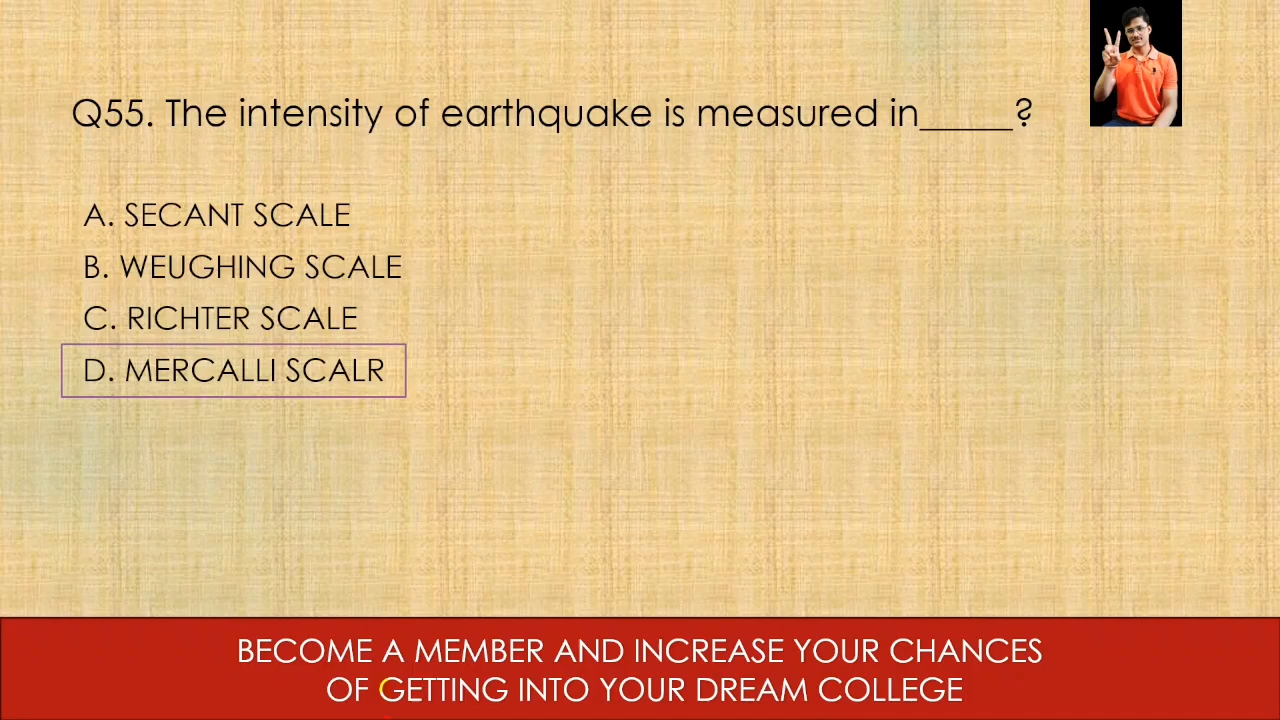 Q55. The intensity of earthquake is measured in_____?
A. SECANT SCALE
B. WEUGHING SCALE
C. RICHTER SCALE
D. MERCALLI SCALR
BECOME A MEMBER AND INCREASE YOUR CHANCES
OF GETTING INTO YOUR DREAM COLLEGE